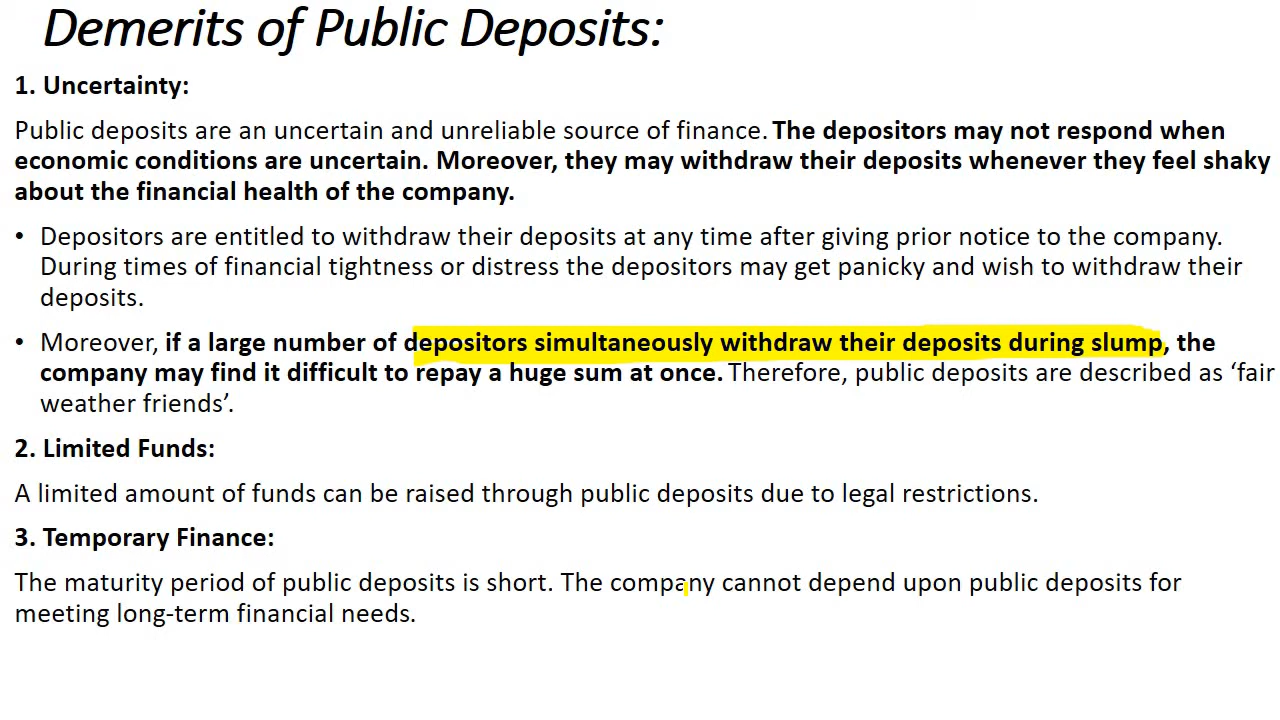 Demerits of Public Deposits:
1. Uncertainty:
Public deposits are an uncertain and unreliable source of finance. The depositors may not respond when
economic conditions are uncertain. Moreover, they may withdraw their deposits whenever they feel shaky
about the financial health of the company.
• Depositors are entitled to withdraw their deposits at any time after giving prior notice to the company.
During times of financial tightness or distress the depositors may get panicky and wish to withdraw their
deposits.
• Moreover, if a large number of depositors simultaneously withdraw their deposits during slump, the
company may find it difficult to repay a huge sum at once. Therefore, public deposits are described as ‘fair
weather friends’.
2. Limited Funds:
A limited amount of funds can be raised through public deposits due to legal restrictions.
3. Temporary Finance:
The maturity period of public deposits is short. The company cannot depend upon public deposits for
meeting long-term financial needs.